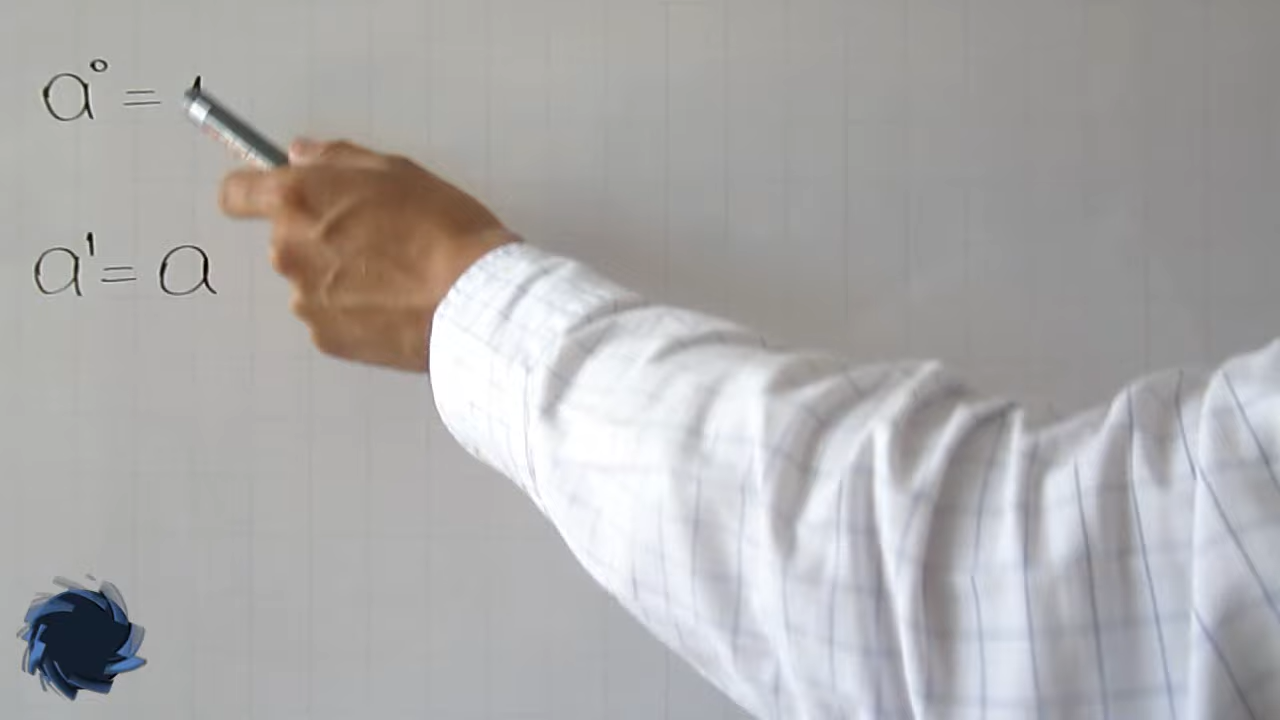 a⁰ =
a¹ = a